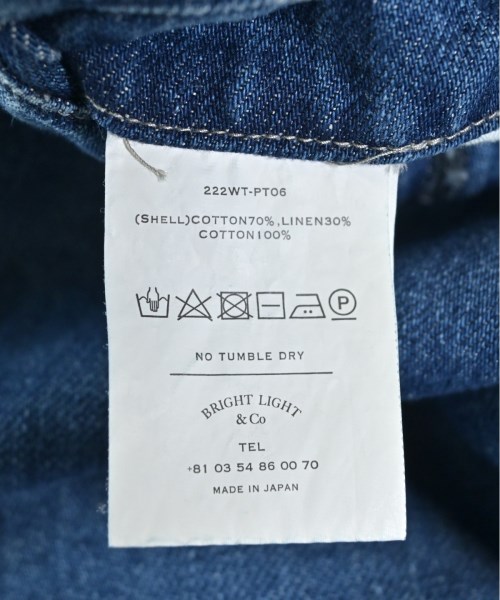 222WT-PT06
(SHELL)COTTON70%,LINEN30%
COTTON100%
P
NO TUMBLE DRY
BRIGHT LIGHT
& Co
TEL
+81 03 54 86 00 70
MADE IN JAPAN